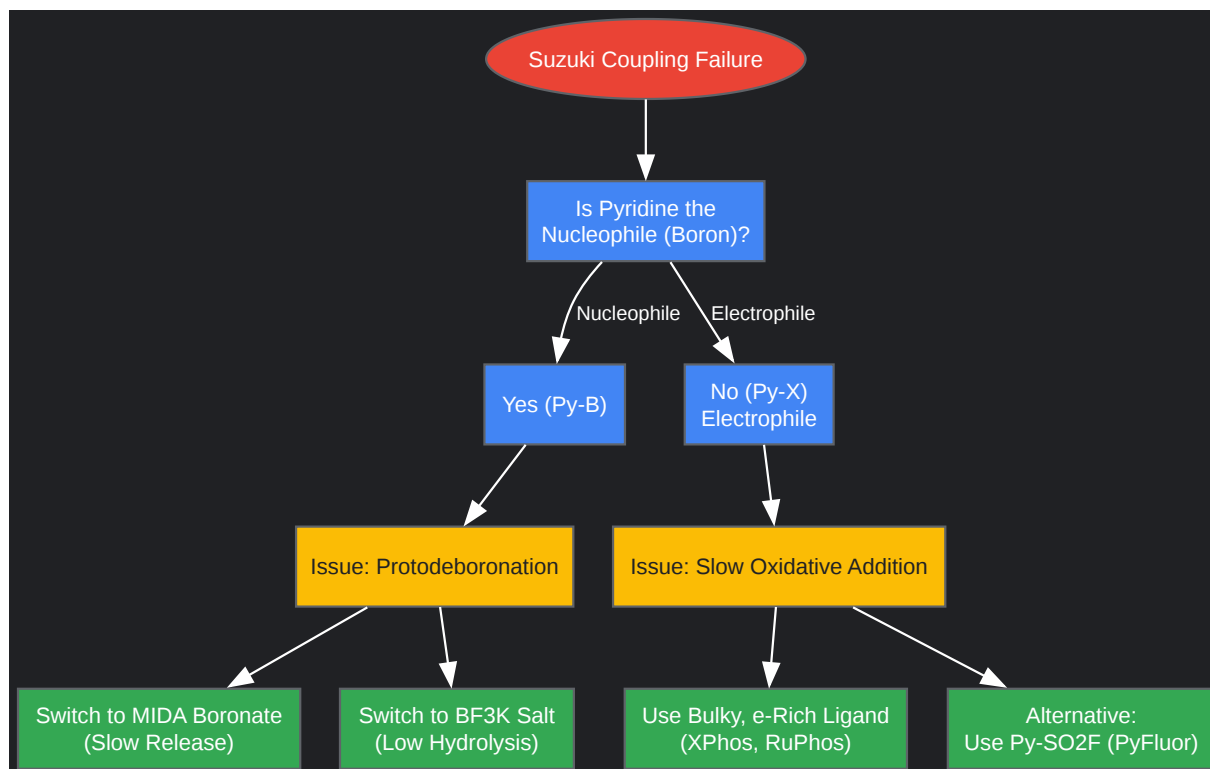 Suzuki Coupling Failure
Is Pyridine the
Nucleophile (Boron)?
Nucleophile
Electrophile
Yes (Py-B)
No (Py-X)
Electrophile
Issue: Protodeboronation
Issue: Slow Oxidative Addition
Switch to MIDA Boronate
(Slow Release)
Switch to BF3K Salt
(Low Hydrolysis)
Use Bulky, e-Rich Ligand
(XPhos, RuPhos)
Alternative:
Use Py-SO2F (PyFluor)